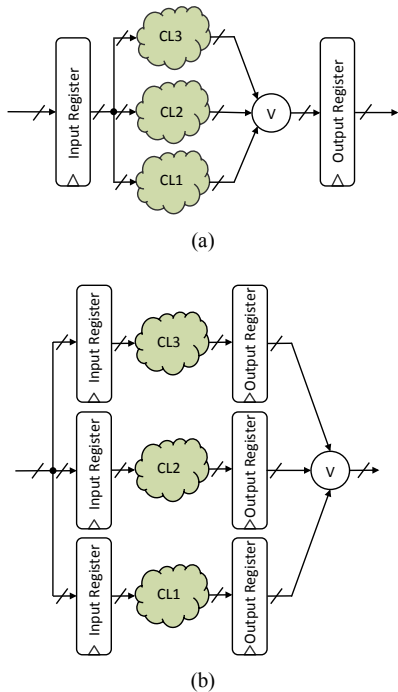 Input Register
CL3
CL2
CL1
V
Output Register
(a)
Input Register
CL3
Output Register
Input Register
CL2
Output Register
V
Input Register
CL1
Output Register
(b)